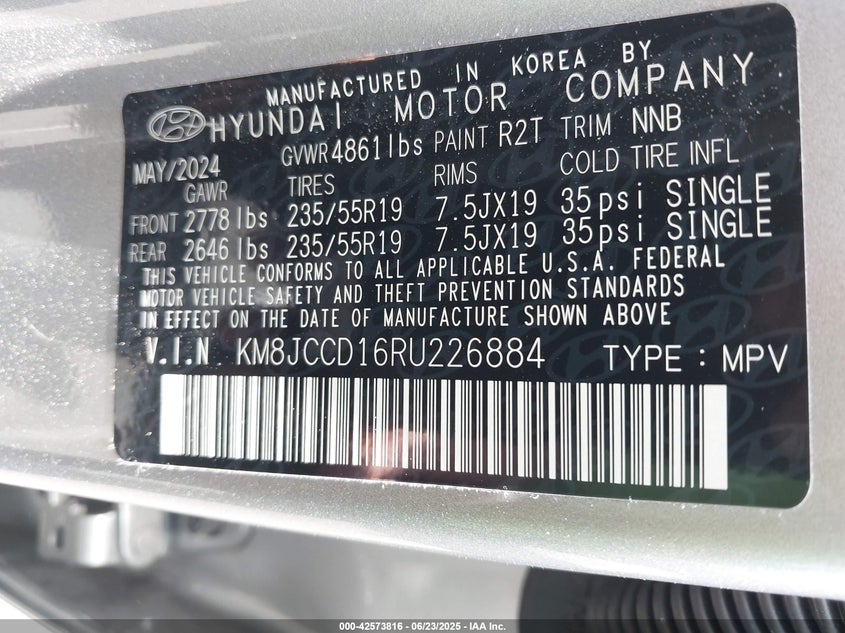 MANUFACTURED IN KOREA BY
HYUNDAI MOTOR COMPANY
MAY/2024 GVWR 4861lbs PAINT R2T TRIM NNB
GAWR TIRES RIMS COLD TIRE INFL
FRONT 2778 lbs 235/55R19 7.5JX19 35psi SINGLE
REAR 2646 lbs 235/55R19 7.5JX19 35psi SINGLE
THIS VEHICLE CONFORMS TO ALL APPLICABLE U.S.A. FEDERAL
MOTOR VEHICLE SAFETY AND THEFT PREVENTION STANDARDS
IN EFFECT ON THE DATE OF MANUFACTURE SHOWN ABOVE
V.I.N KM8JCCD16RU226884 TYPE : MPV
000-42573816 - 06/23/2025 - IAA Inc.